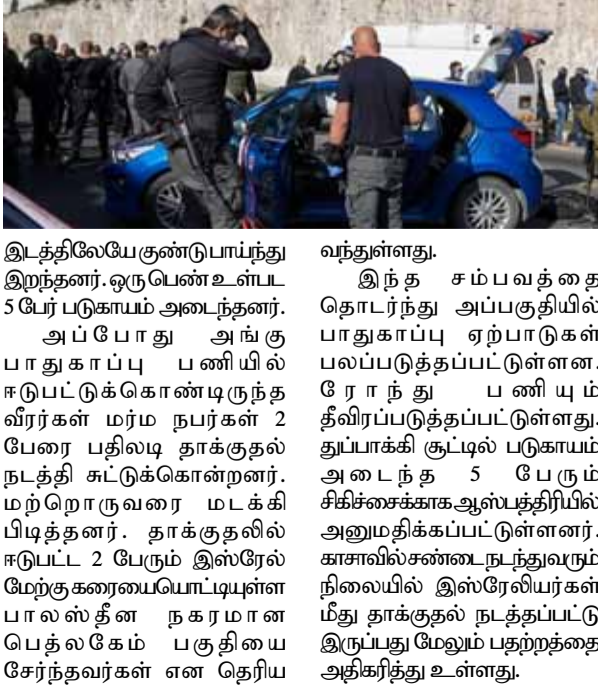 இடத்திலேயே குண்டு பாய்ந்து
இறந்தனர். ஒரு பெண் உள்பட
5 பேர் படுகாயம் அடைந்தனர்.
அப்போது அங்கு
பாதுகாப்பு பணியில்
ஈடுபட்டுக்கொண்டிருந்த
வீரர்கள் மர்ம நபர்கள் 2
பேரை பதிலடி தாக்குதல்
நடத்தி சுட்டுக்கொன்றனர்.
மற்றொருவரை மடக்கி
பிடித்தனர். தாக்குதலில்
ஈடுபட்ட 2 பேரும் இஸ்ரேல்
மேற்கு கரையையொட்டியுள்ள
பாலஸ்தீன நகரமான
பெத்லகேம் பகுதியை
சேர்ந்தவர்கள் என தெரிய
வந்துள்ளது.
இந்த சம்பவத்தை
தொடர்ந்து அப்பகுதியில்
பாதுகாப்பு ஏற்பாடுகள்
பலப்படுத்தப்பட்டுள்ளன.
ரோந்து பணியும்
தீவிரப்படுத்தப்பட்டுள்ளது.
துப்பாக்கி சூட்டில் படுகாயம்
அடைந்த 5 பேரும்
சிகிச்சைக்காக ஆஸ்பத்திரியில்
அனுமதிக்கப்பட்டுள்ளனர்.
காசாவில் சண்டை நடந்து வரும்
நிலையில் இஸ்ரேலியர்கள்
மீது தாக்குதல் நடத்தப்பட்டு
இருப்பது மேலும் பதற்றத்தை
அதிகரித்து உள்ளது.